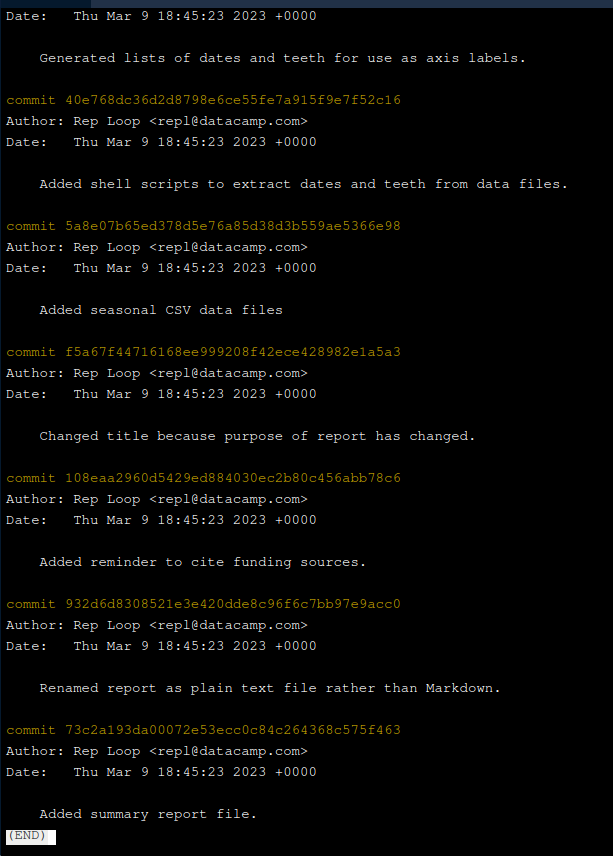 Date:   Thu Mar 9 18:45:23 2023 +0000
Generated lists of dates and teeth for use as axis labels.
commit 40e768dc36d2d8798e6ce55fe7a915f9e7f52c16
Author: Rep Loop <repl@datacamp.com>
Date:   Thu Mar 9 18:45:23 2023 +0000
Added shell scripts to extract dates and teeth from data files.
commit 5a8e07b65ed378d5e76a85d38d3b559ae5366e98
Author: Rep Loop <repl@datacamp.com>
Date:   Thu Mar 9 18:45:23 2023 +0000
Added seasonal CSV data files
commit f5a67f44716168ee999208f42ece428982e1a5a3
Author: Rep Loop <repl@datacamp.com>
Date:   Thu Mar 9 18:45:23 2023 +0000
Changed title because purpose of report has changed.
commit 108eaa2960d5429ed884030ec2b80c456abb78c6
Author: Rep Loop <repl@datacamp.com>
Date:   Thu Mar 9 18:45:23 2023 +0000
Added reminder to cite funding sources.
commit 932d6d8308521e3e420dde8c96f6c7bb97e9acc0
Author: Rep Loop <repl@datacamp.com>
Date:   Thu Mar 9 18:45:23 2023 +0000
Renamed report as plain text file rather than Markdown.
commit 73c2a193da00072e53ecc0c84c264368c575f463
Author: Rep Loop <repl@datacamp.com>
Date:   Thu Mar 9 18:45:23 2023 +0000
Added summary report file.
(END)